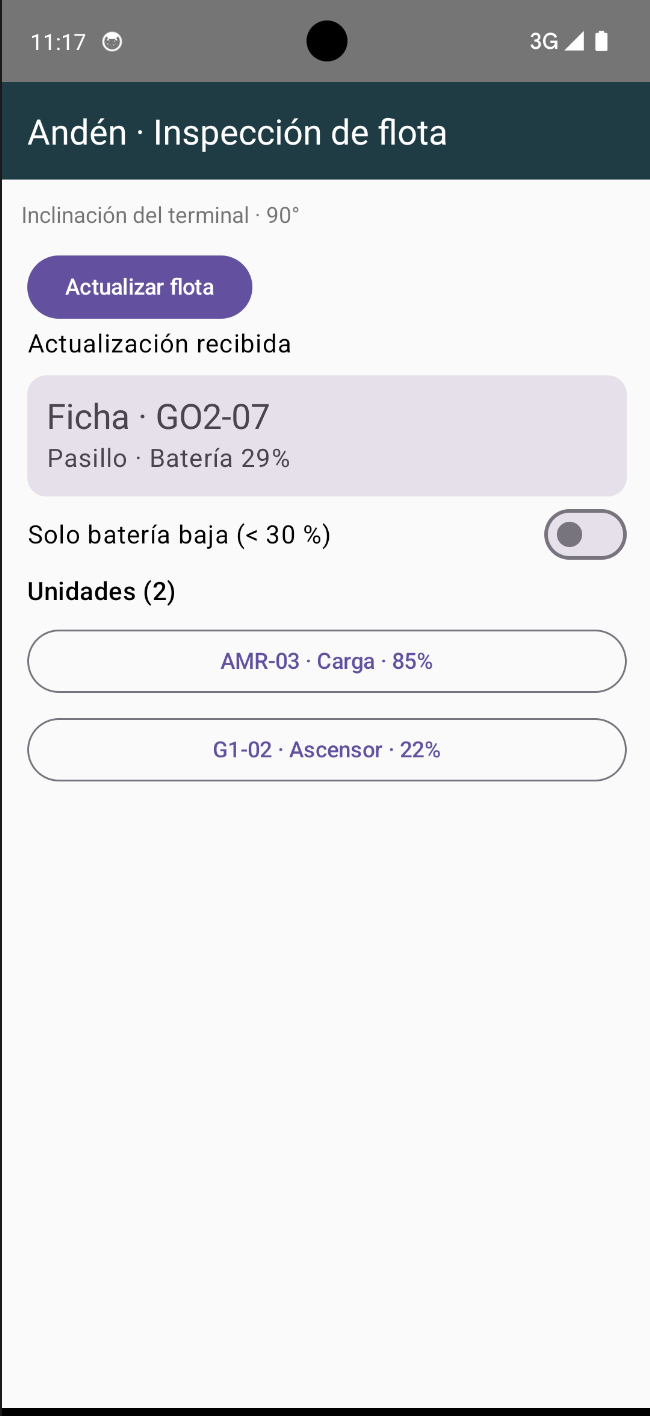 11:17
3G
Andén · Inspección de flota
Inclinación del terminal · 90°
Actualizar flota
Actualización recibida
Ficha · GO2-07
Pasillo · Batería 29%
Solo batería baja (< 30 %)
Unidades (2)
AMR-03 · Carga · 85%
G1-02 · Ascensor · 22%